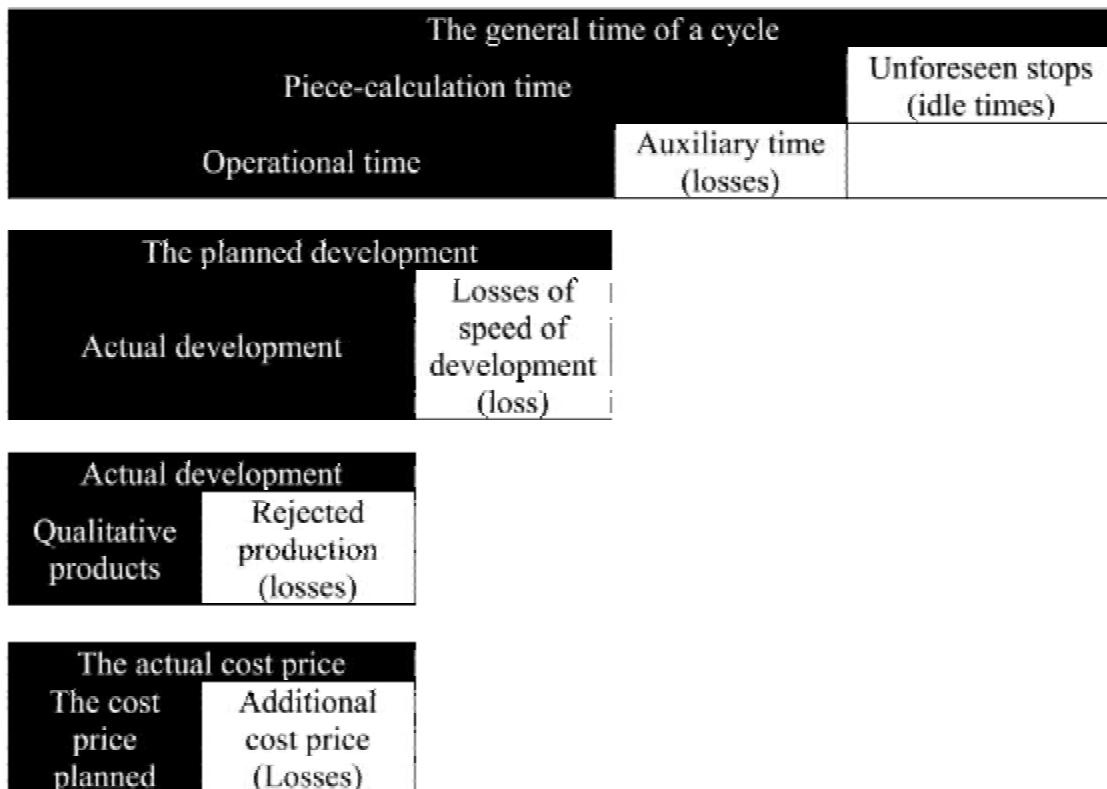 The general time of a cycle
Piece-calculation time
Unforeseen stops
(idle times)
Operational time
Auxiliary time
(losses)
The planned development
Actual development
Losses of
speed of
development
(loss)
Actual development
Qualitative
products
Rejected
production
(losses)
The actual cost price
The cost
price
planned
Additional
cost price
(Losses)